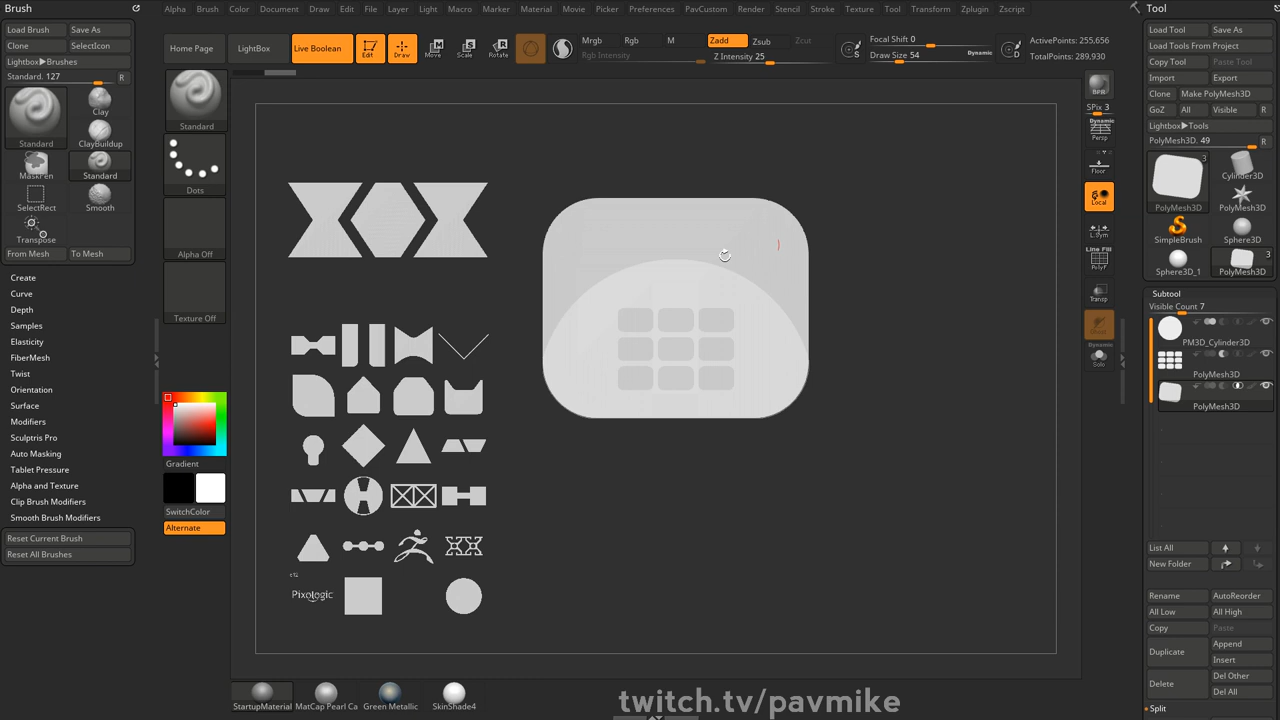 Brush
Alpha Brush Color Document Draw Edit File Layer Light Macro Marker Material Movie Picker Preferences PavCustom Render Stencil Stroke Texture Tool Transform Zplugin Zscript
Tool
Load Brush Save As
Clone SelectIcon
Lightbox▶Brushes
Standard. 127 R
Standard
Clay
ClayBuildup
MaskPen Standard
SelectRect Smooth
Transpose
From Mesh To Mesh
Create
Curve
Depth
Samples
Elasticity
FiberMesh
Twist
Orientation
Surface
Modifiers
Sculptris Pro
Auto Masking
Tablet Pressure
Alpha and Texture
Clip Brush Modifiers
Smooth Brush Modifiers
Reset Current Brush
Reset All Brushes
Home Page LightBox Live Boolean Edit Draw Move Scale Rotate
Mrgb Rgb M Zadd Zsub Zcut
Rgb Intensity Z Intensity 25
S Focal Shift 0
Draw Size 54 Dynamic
D ActivePoints: 255,656
TotalPoints: 289,930
Standard
Dots
Alpha Off
Texture Off
Gradient
SwitchColor
Alternate
Pixologic
StartupMaterial MatCap Pearl Ca Green Metallic SkinShade4
twitch.tv/pavmike
BPR
SPix 3
Dynamic
Persp
Floor
Local
L.Sym
Line Fill
PolyF
Transp
Dynamic
Solo
Load Tool Save As
Load Tools From Project
Copy Tool Paste Tool
Import Export
Clone Make PolyMesh3D
GoZ All Visible R
Lightbox▶Tools
PolyMesh3D. 49 R
3
PolyMesh3D Cylinder3D
PolyMesh3D
SimpleBrush Sphere3D
3
Sphere3D_1 PolyMesh3D
Subtool
Visible Count 7
PM3D_Cylinder3D
PolyMesh3D
PolyMesh3D
List All
New Folder
Rename AutoReorder
All Low All High
Copy Paste
Duplicate Append
Insert
Delete Del Other
Del All
Split